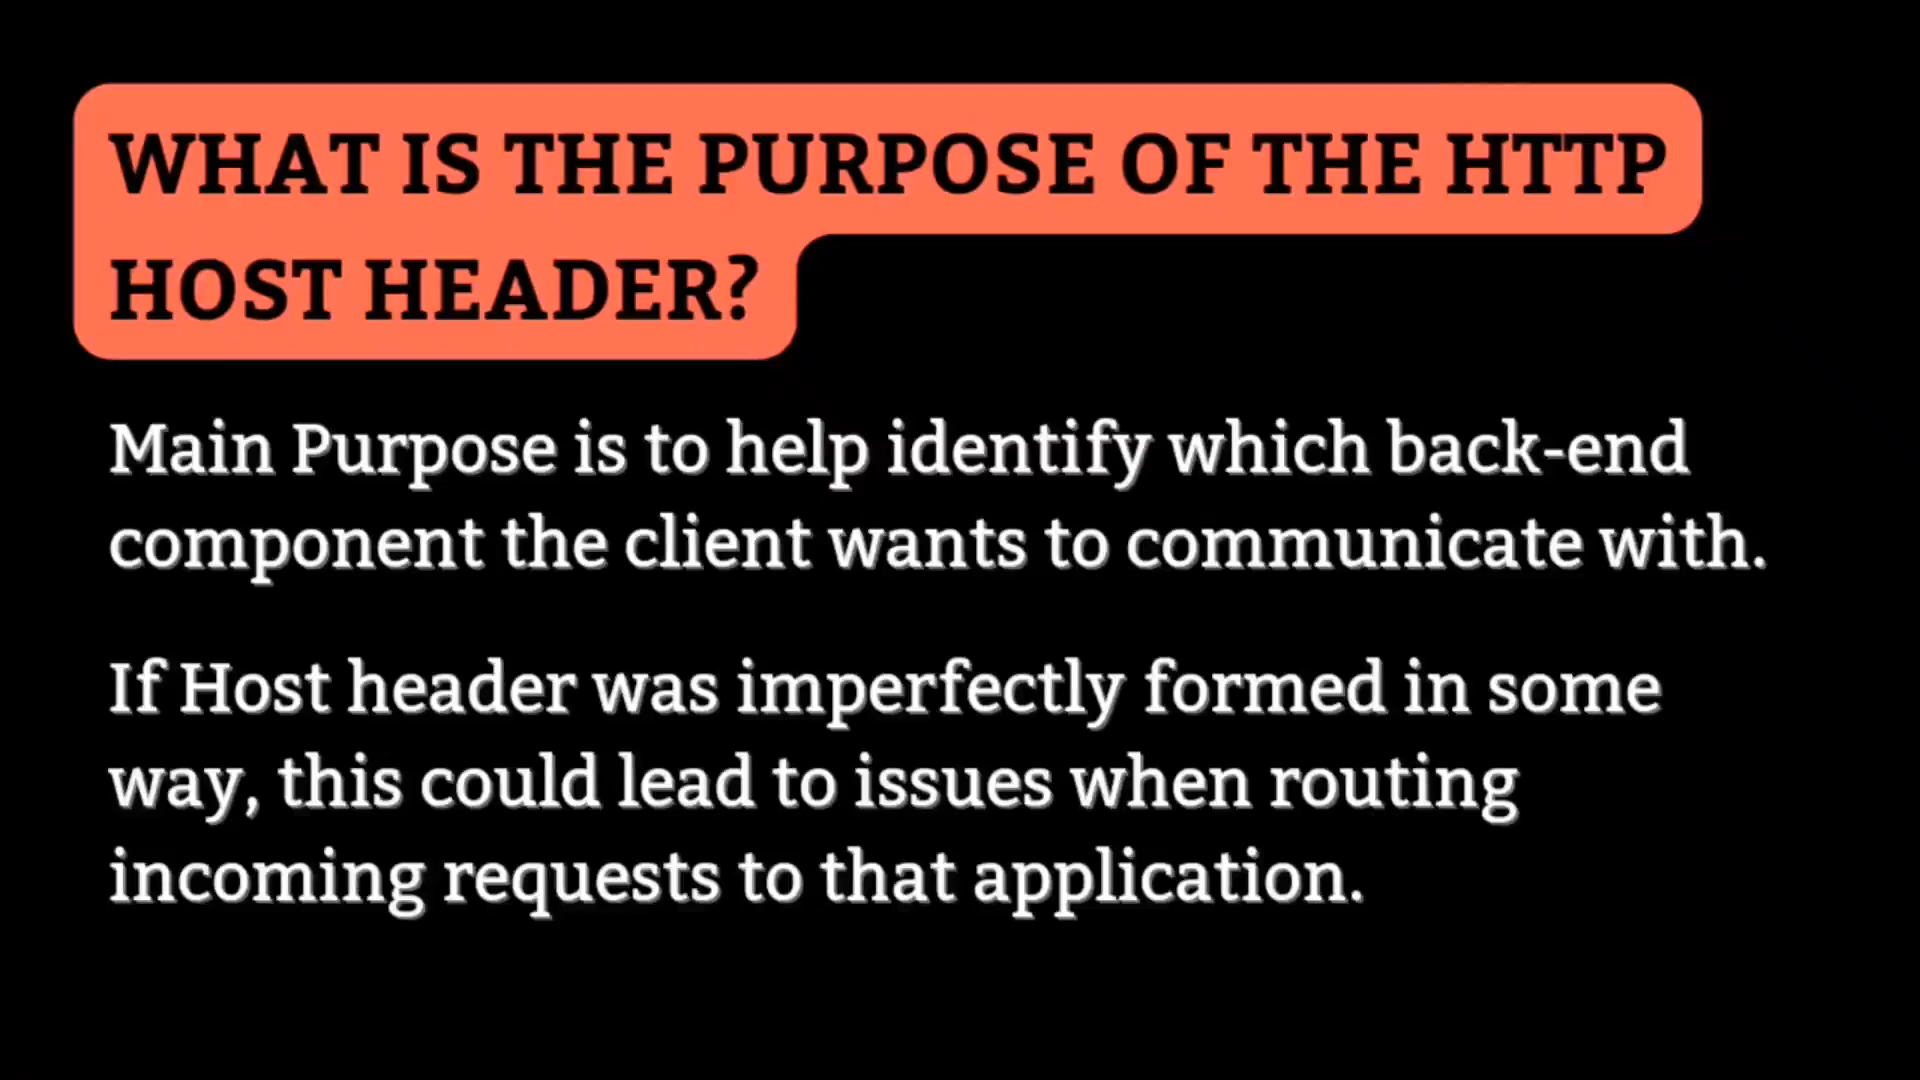 WHAT IS THE PURPOSE OF THE HTTP
HOST HEADER?
Main Purpose is to help identify which back-end
component the client wants to communicate with.
If Host header was imperfectly formed in some
way, this could lead to issues when routing
incoming requests to that application.